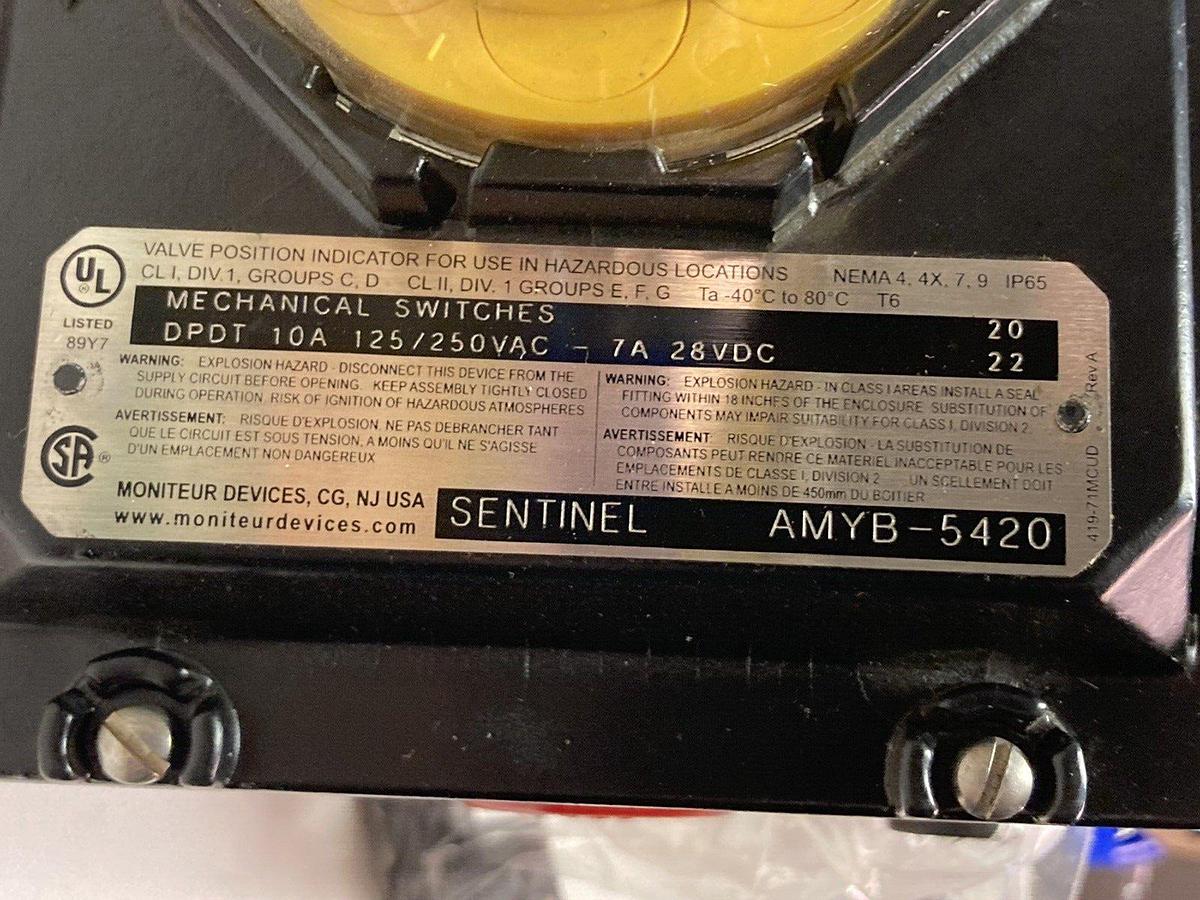 VALVE POSITION INDICATOR FOR USE IN HAZARDOUS LOCATIONS NEMA 4, 4X, 7, 9 IP65
CL I, DIV.1, GROUPS C, D CL II, DIV. 1 GROUPS E, F, G Ta -40°C to 80°C T6
UL
®
LISTED
89Y7
MECHANICAL SWITCHES 20
DPDT 10A 125/250VAC - 7A 28VDC 22
WARNING: EXPLOSION HAZARD - DISCONNECT THIS DEVICE FROM THE
SUPPLY CIRCUIT BEFORE OPENING. KEEP ASSEMBLY TIGHTLY CLOSED
DURING OPERATION. RISK OF IGNITION OF HAZARDOUS ATMOSPHERES
AVERTISSEMENT: RISQUE D'EXPLOSION. NE PAS DEBRANCHER TANT
QUE LE CIRCUIT EST SOUS TENSION, A MOINS QU'IL NE S'AGISSE
D'UN EMPLACEMENT NON DANGEREUX
WARNING: EXPLOSION HAZARD - IN CLASS I AREAS INSTALL A SEAL
FITTING WITHIN 18 INCHES OF THE ENCLOSURE. SUBSTITUTION OF
COMPONENTS MAY IMPAIR SUITABILITY FOR CLASS I, DIVISION 2.
AVERTISSEMENT: RISQUE D'EXPLOSION - LA SUBSTITUTION DE
COMPOSANTS PEUT RENDRE CE MATERIEL INACCEPTABLE POUR LES
EMPLACEMENTS DE CLASSE I, DIVISION 2 UN SCELLEMENT DOIT
ENTRE INSTALLE A MOINS DE 450mm DU BOITIER
SA ®
MONITEUR DEVICES, CG, NJ USA
www.moniteurdevices.com
SENTINEL AMYB-5420
419-71MCUD Rev A